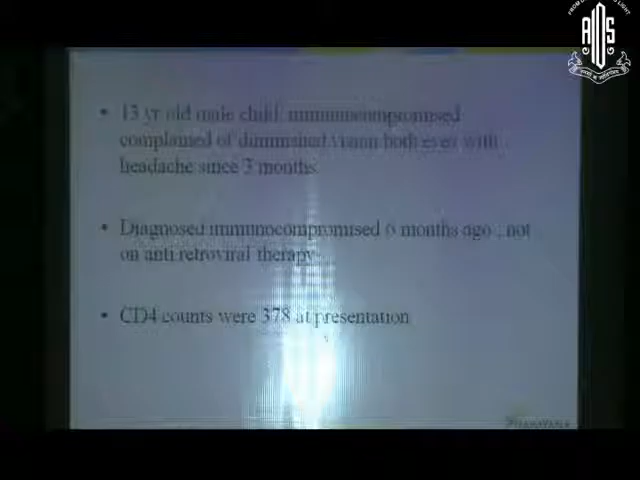 AIOS
• 13 yr old male child immunocompromised
complained of diminished vision both eyes with
headache since 3 months.
• Diagnosed immunocompromised 6 months ago , not
on anti retroviral therapy
• CD4 counts were 378 at presentation